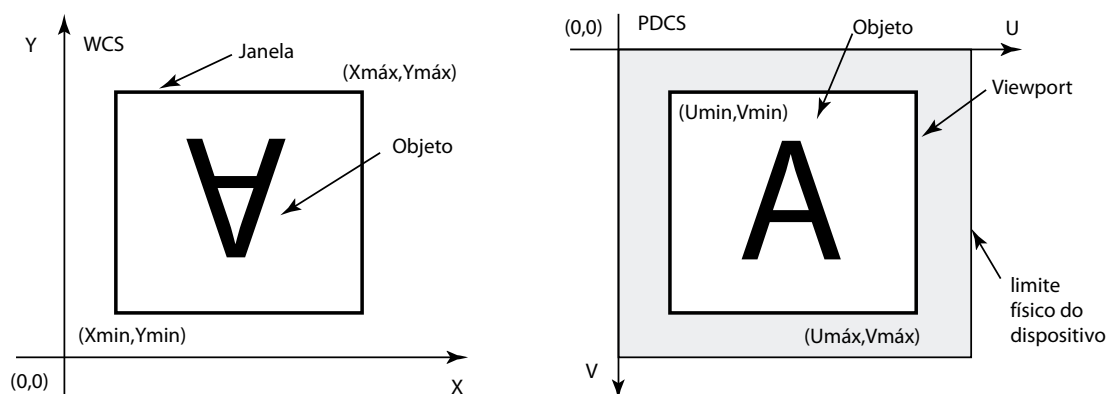 Y
WCS
Janela
(Xmáx,Ymáx)
A
Objeto
(Xmin,Ymin)
(0,0)
X
(0,0)
PDCS
Objeto
U
Viewport
(Umin,Vmin)
A
limite
físico do
dispositivo
(Umáx,Vmáx)
V